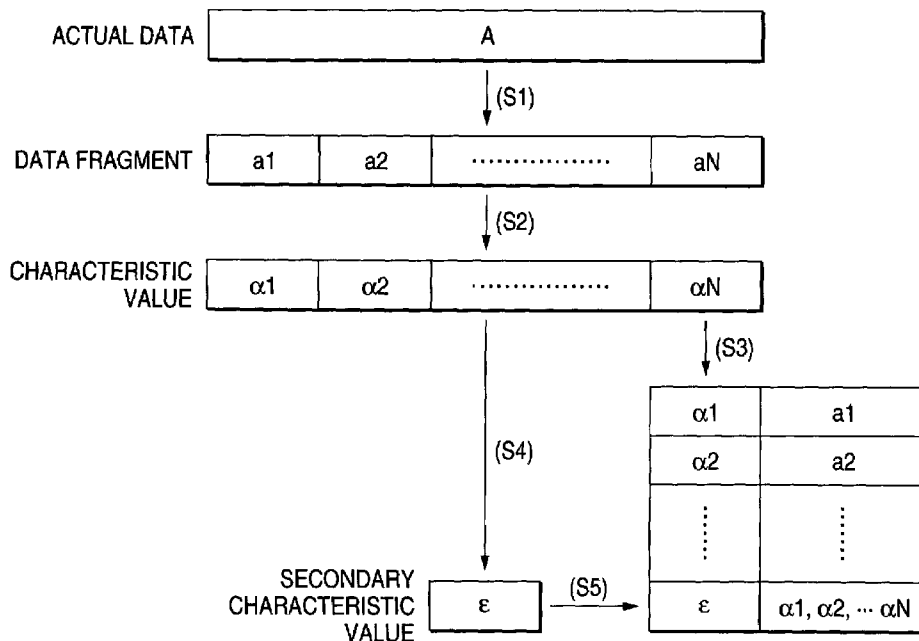 ACTUAL DATA
A
(S1)
DATA FRAGMENT
a1 a2 ................ aN
(S2)
CHARACTERISTIC
VALUE
α1 α2 ................ αN
(S3)
α1 a1
(S4)
α2 a2
....... .......
SECONDARY
CHARACTERISTIC
VALUE
ε
(S5)
ε α1, α2, ··· αN